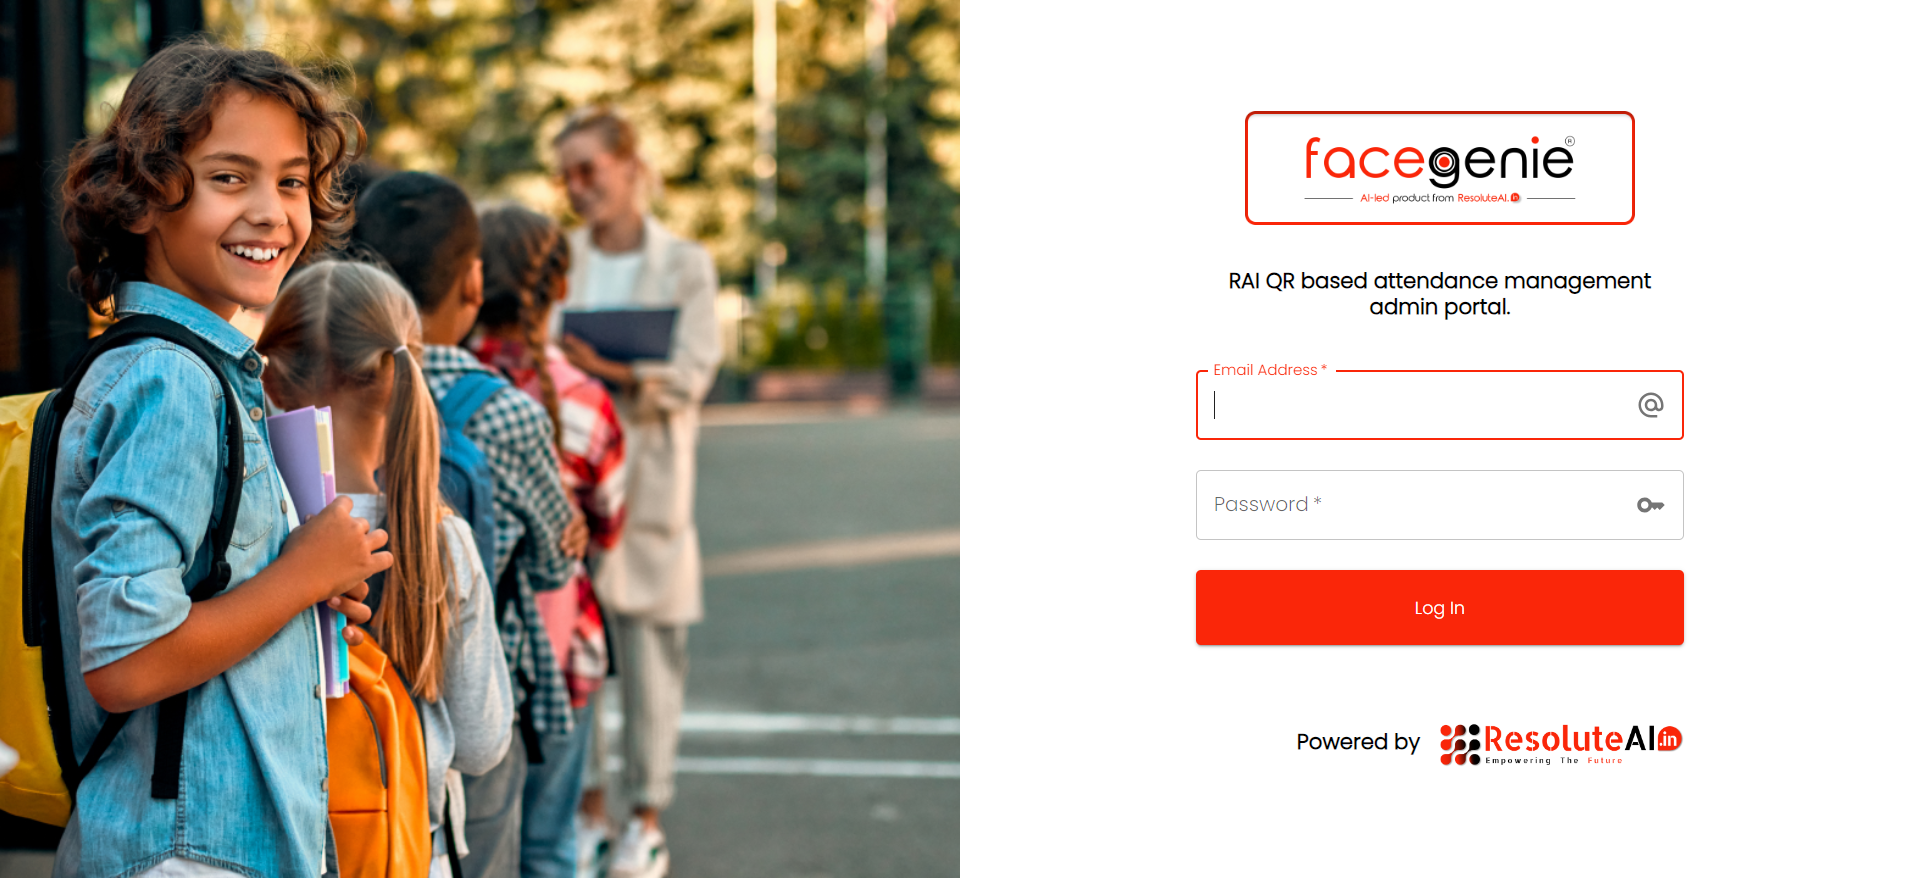 facegenie®
AI-led product from ResoluteAI.in
RAI QR based attendance management
admin portal.
Email Address *
Password *
Log In
Powered by ResoluteAI.in
Empowering The Future